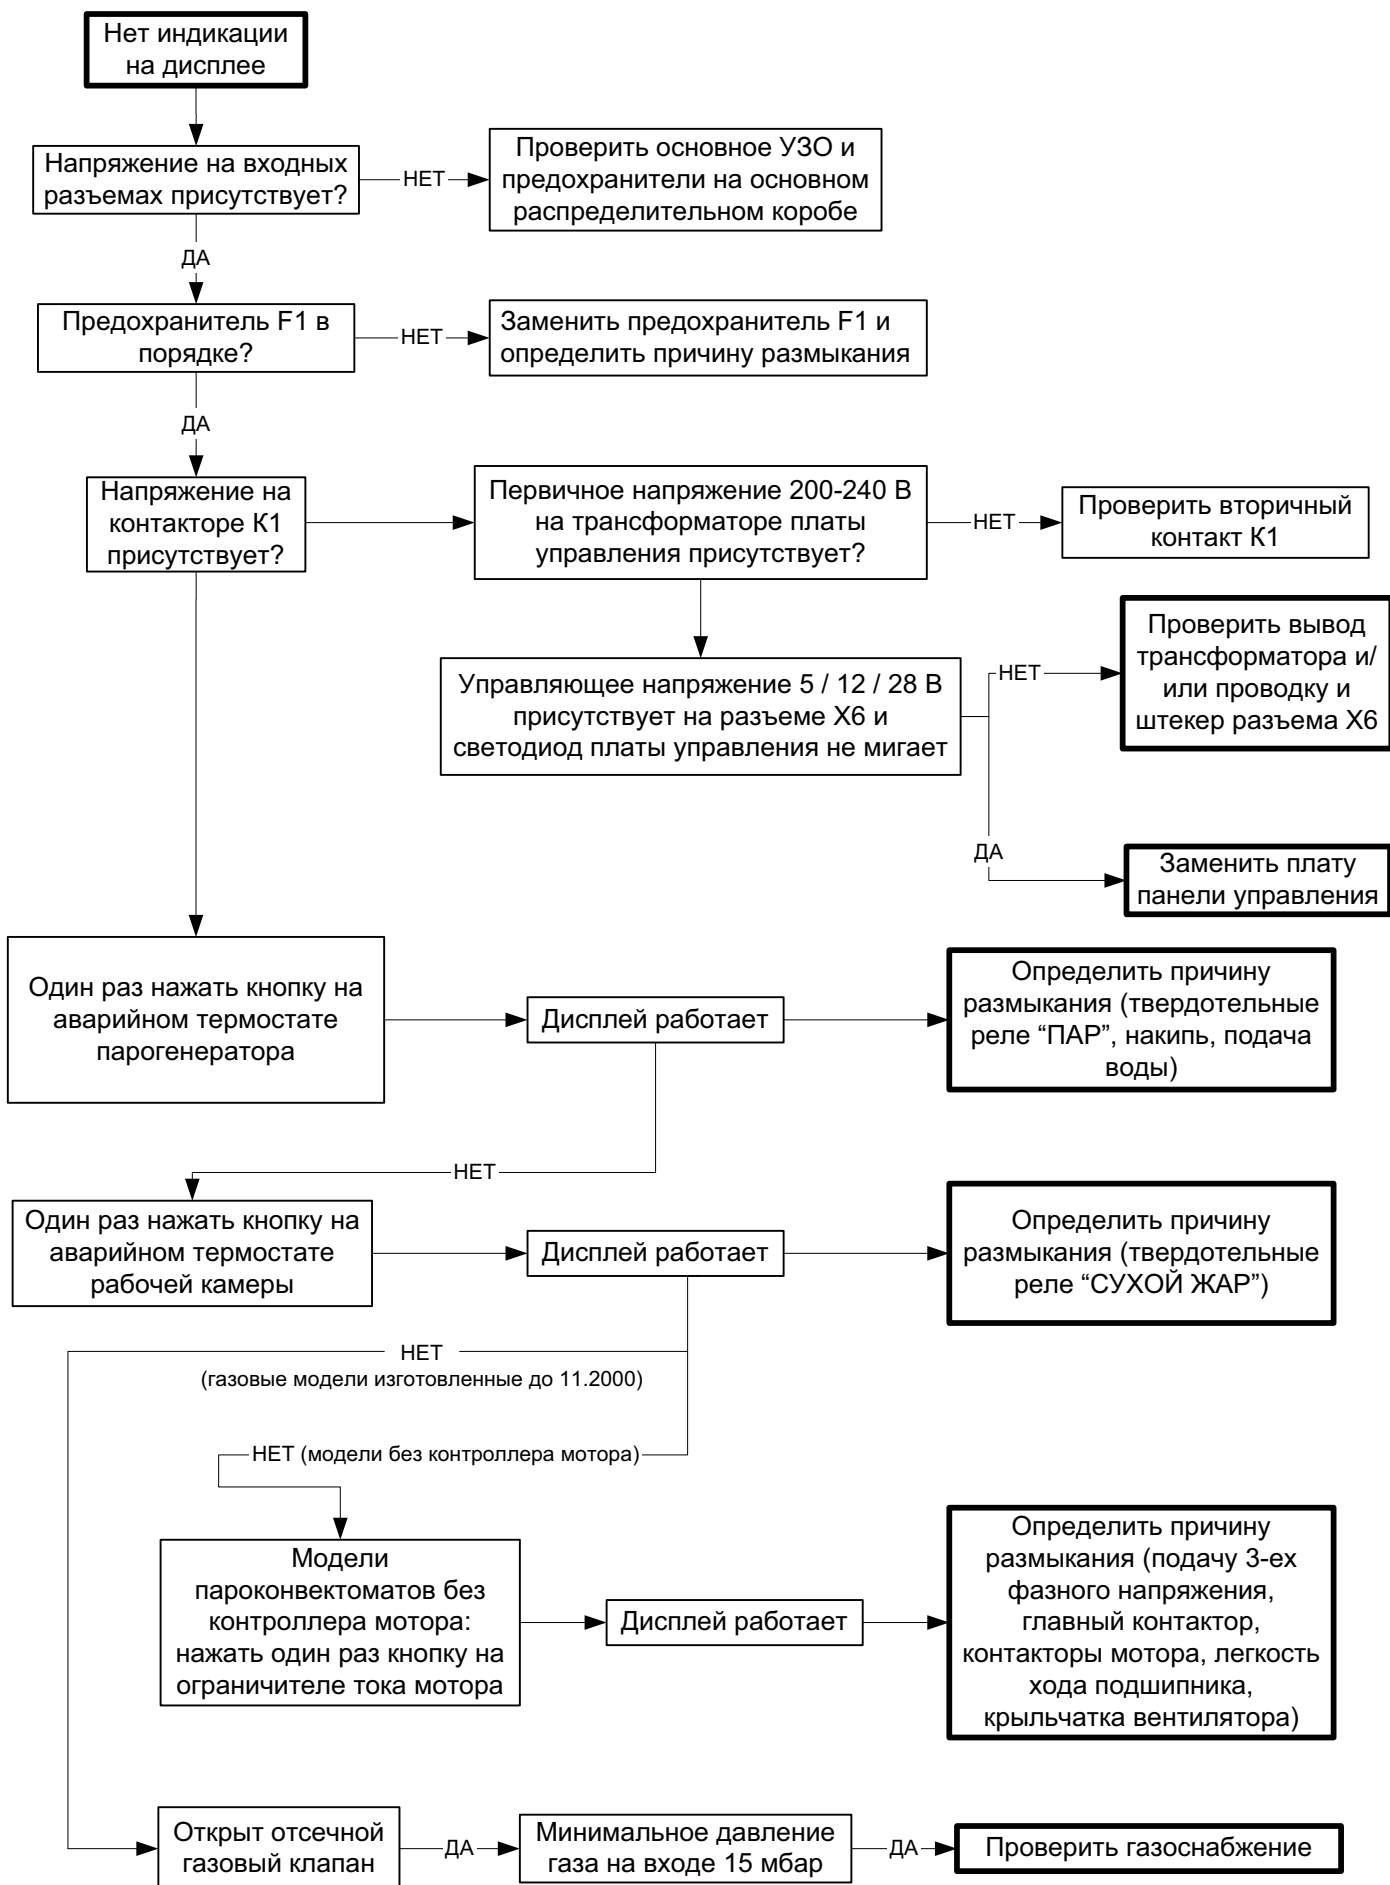 Нет индикации
на дисплее
Напряжение на входных
разъемах присутствует?
НЕТ
Проверить основное УЗО и
предохранители на основном
распределительном коробе
ДА
Предохранитель F1 в
порядке?
НЕТ
Заменить предохранитель F1 и
определить причину размыкания
ДА
Напряжение на
контакторе К1
присутствует?
Первичное напряжение 200-240 В
на трансформаторе платы
управления присутствует?
НЕТ
Проверить вторичный
контакт К1
Управляющее напряжение 5 / 12 / 28 В
присутствует на разъеме Х6 и
светодиод платы управления не мигает
НЕТ
Проверить вывод
трансформатора и/
или проводку и
штекер разъема Х6
ДА
Заменить плату
панели управления
Один раз нажать кнопку на
аварийном термостате
парогенератора
Дисплей работает
Определить причину
размыкания (твердотельные
реле “ПАР”, накипь, подача
воды)
НЕТ
Один раз нажать кнопку на
аварийном термостате
рабочей камеры
Дисплей работает
Определить причину
размыкания (твердотельные
реле “СУХОЙ ЖАР”)
НЕТ
(газовые модели изготовленные до 11.2000)
НЕТ (модели без контроллера мотора)
Модели
пароконвектоматов без
контроллера мотора:
нажать один раз кнопку на
ограничителе тока мотора
Дисплей работает
Определить причину
размыкания (подачу 3-ех
фазного напряжения,
главный контактор,
контакторы мотора, легкость
хода подшипника,
крыльчатка вентилятора)
Открыт отсечной
газовый клапан
ДА
Минимальное давление
газа на входе 15 мбар
ДА
Проверить газоснабжение